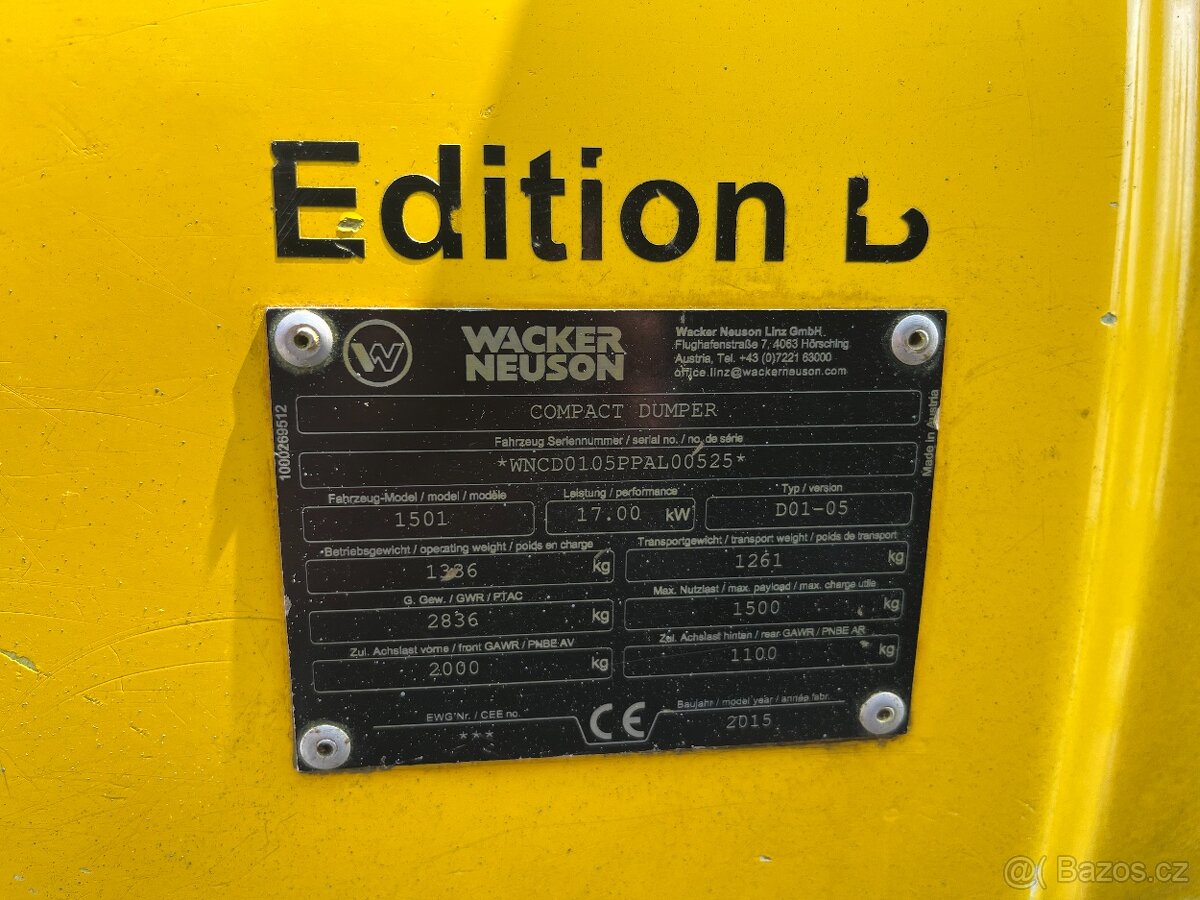 Edition
WACKER
NEUSON
Wacker Neuson Linz GmbH
Flughafenstraße 7, 4063 Hörsching
Austria, Tel. +43 (0)7221 63000
office.linz@wackerneuson.com
1000269512
Made in Austria
COMPACT DUMPER
Fahrzeug Seriennummer / serial no. / no. de série
*WNCD0105PPAL00525*
Fahrzeug-Model / model / modèle
1501
Leistung / performance
17.00 kW
Typ / version
D01-05
Betriebsgewicht / operating weight / poids en charge
kg
Transportgewicht / transport weight / poids de transport
1261 kg
G. Gew. / GWR / PTAC
2836 kg
Max. Nutzlast / max. payload / max. charge utile
1500 kg
Zul. Achslast vorne / front GAWR / PNBE AV
2000 kg
Zul. Achslast hinten / rear GAWR / PNBE AR
1100 kg
EWG Nr. / CEE no.
***
CE
Baujahr / model year / année fabr.
2015
Bazos.cz